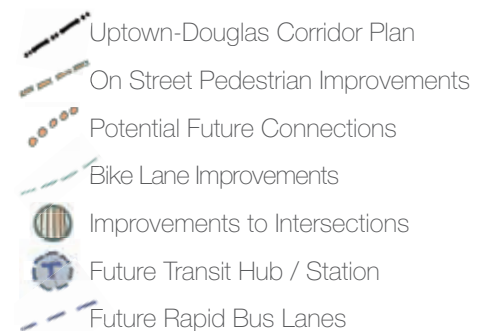 Uptown-Douglas Corridor Plan
On Street Pedestrian Improvements
Potential Future Connections
Bike Lane Improvements
Improvements to Intersections
T Future Transit Hub / Station
Future Rapid Bus Lanes